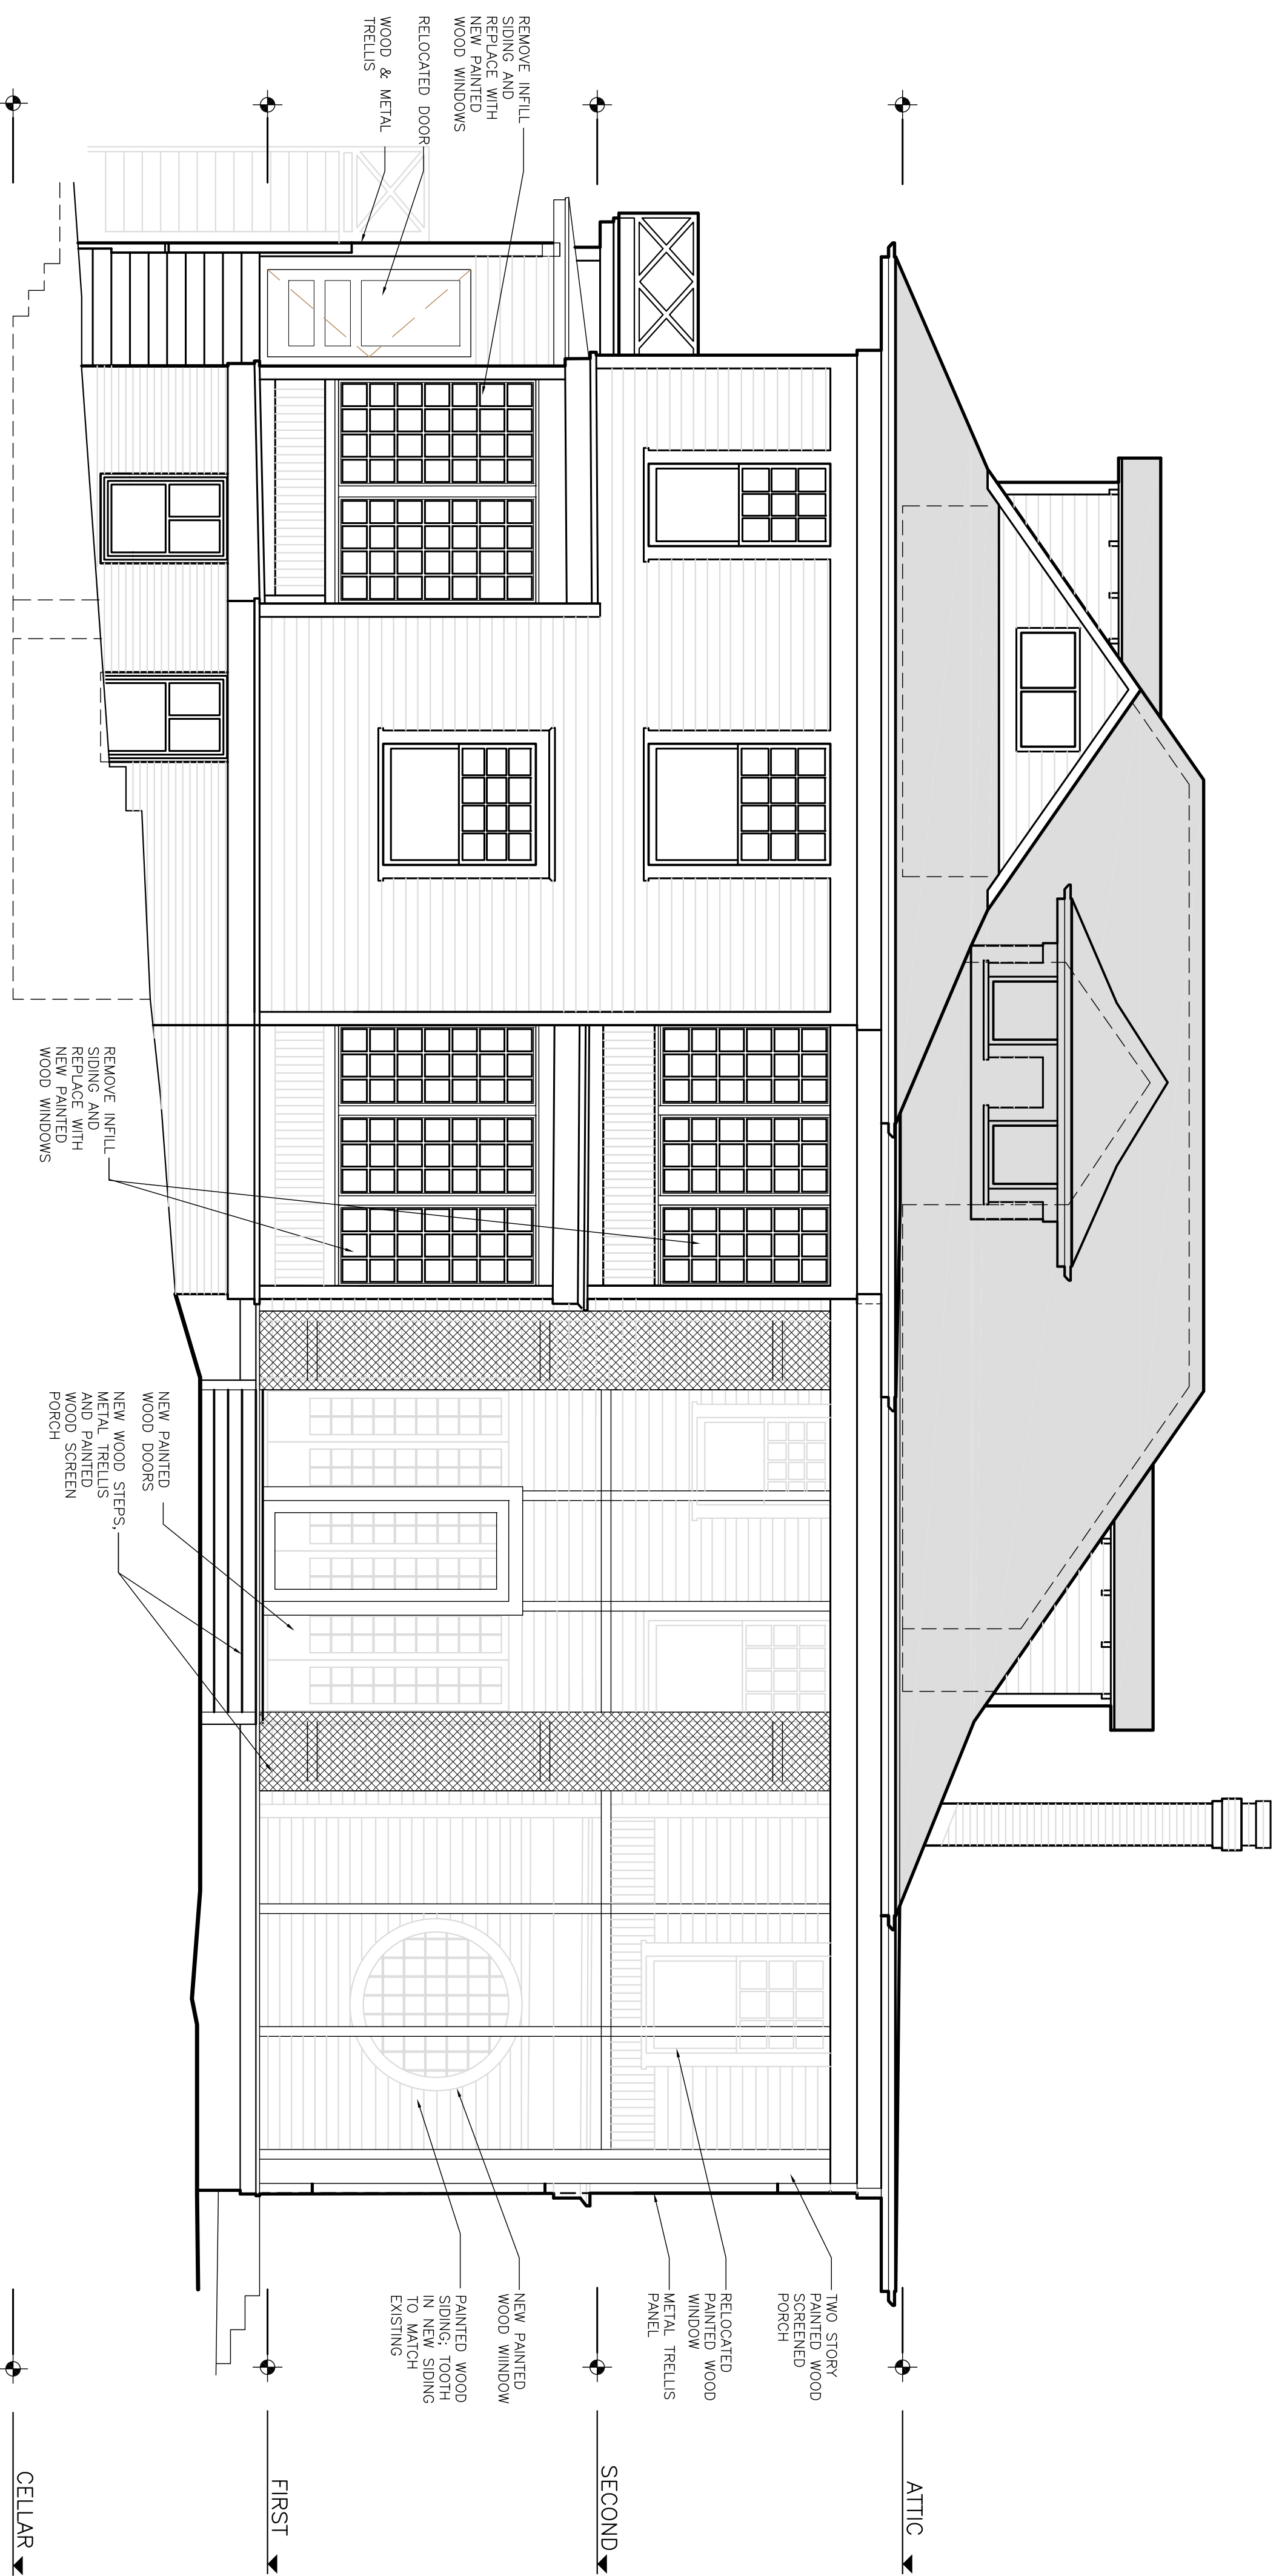 REMOVE INFILL
SIDING AND
REPLACE WITH
NEW PAINTED
WOOD WINDOWS
RELOCATED DOOR
WOOD & METAL
TRELLIS
REMOVE INFILL
SIDING AND
REPLACE WITH
NEW PAINTED
WOOD WINDOWS
NEW PAINTED
WOOD DOORS
NEW WOOD STEPS,
METAL TRELLIS
AND PAINTED
WOOD SCREEN
PORCH
TWO STORY
PAINTED WOOD
SCREENED
PORCH
RELOCATED
PAINTED WOOD
WINDOW
METAL TRELLIS
PANEL
NEW PAINTED
WOOD WIINDOW
PAINTED WOOD
SIDING; TOOTH
IN NEW SIDING
TO MATCH
EXISTING
ATTIC
SECOND
FIRST
CELLAR